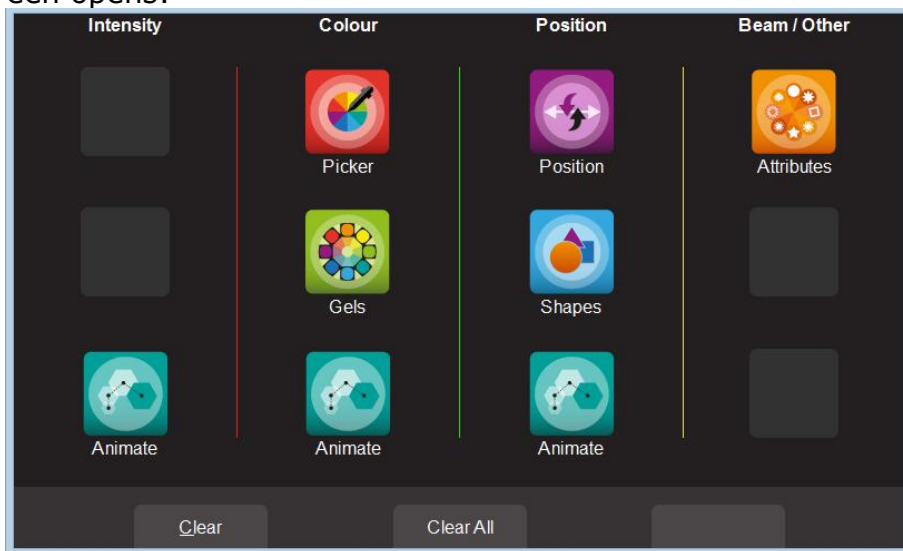 Intensity Colour Position Beam / Other
Picker Position Attributes
Gels Shapes
Animate Animate Animate
Clear Clear All